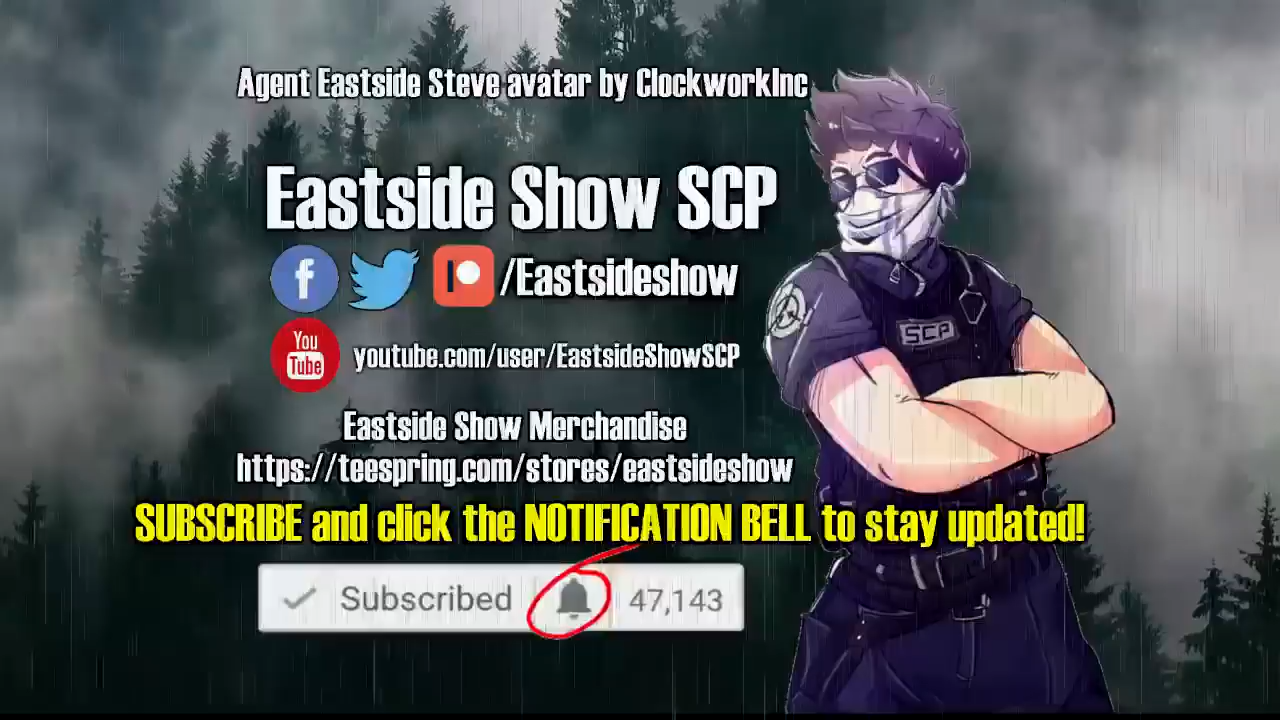 Agent Eastside Steve avatar by ClockworkInc
Eastside Show SCP
f /Eastsideshow
You
Tube youtube.com/user/EastsideShowSCP
SCP
Eastside Show Merchandise
https://teespring.com/stores/eastsideshow
SUBSCRIBE and click the NOTIFICATION BELL to stay updated!
Subscribed 47,143